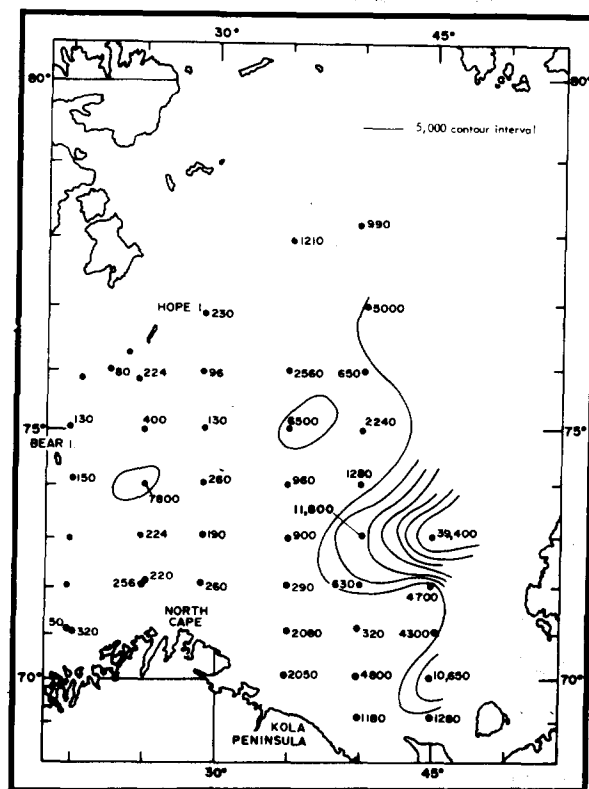 30° 45°
80° 80°
5,000 contour interval
990
1210
HOPE I. 230
5000
80 224 96 2560 650
130 400 130 6500 2240
75° 75°
BEAR I.
150 7800 260 960 1280
11,800
224 190 900 39,400
256 220 260 290 630 4700
50 320 NORTH CAPE 2080 320 4300
2050 4800 10,650
70° 70°
KOLA PENINSULA 1180 1280
30° 45°